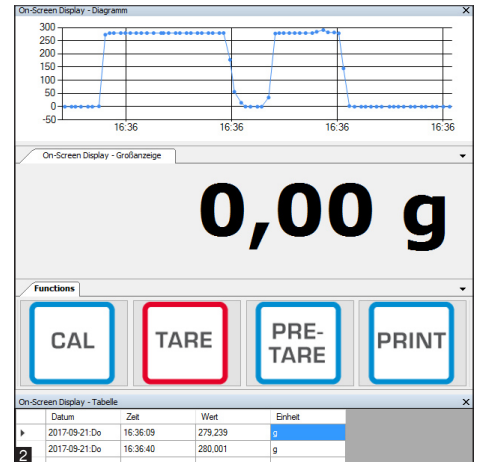 On-Screen Display - Diagramm X
300
250
200
150
100
50
0
-50
16:36 16:36 16:36 16:36
On-Screen Display - Großanzeige
0,00 g
Functions
CAL TARE PRE-TARE PRINT
On-Screen Display - Tabelle X
Datum Zeit Wert Einheit
2017-09-21:Do 16:36:09 279,239 g
2017-09-21:Do 16:36:40 280,001 g
2